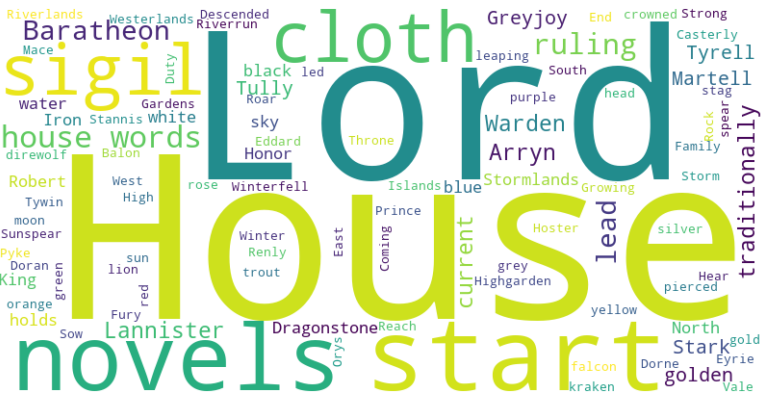 Riverlands
Westerlands
Descended
Riverrun
Greyjoy
End
crowned
Strong
Baratheon
cloth
Casterly
Mace
Duty
sigil
Lord
black
led
leaping
ruling
Tyrell
Tully
Roar
South
Martell
stag
water
Gardens
purple
head
Iron
Stannis
white
sky
Warden
spear
Rock
house words
Eddard
Throne
Honor
Arryn
Family
direwolf
Balon
traditionally
Robert
West
rose
Winterfell
Islands
blue
Stormlands
Growing
Storm
High
House
Tywin
moon
Prince
lead
Sunspear
Winter
East
Coming
Hoster
silver
Renly
Pyke
sun
Doran
lion
trout
grey
Hear
King
green
red
Highgarden
current
pierced
orange
Fury
yellow
holds
Sow
Lannister
Dragonstone
Reach
North
novels
Orys
start
Stark
gold
falcon
Dorne
Eyrie
golden
kraken
Vale